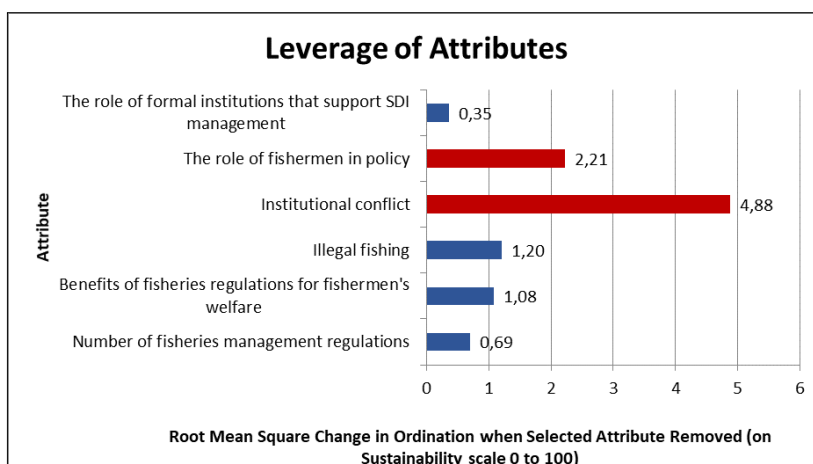 Leverage of Attributes
The role of formal institutions that support SDI
management
0,35
The role of fishermen in policy
2,21
Institutional conflict
4,88
Illegal fishing
1,20
Benefits of fisheries regulations for fishermen's
welfare
1,08
Number of fisheries management regulations
0,69
Attribute
0 1 2 3 4 5 6
Root Mean Square Change in Ordination when Selected Attribute Removed (on
Sustainability scale 0 to 100)